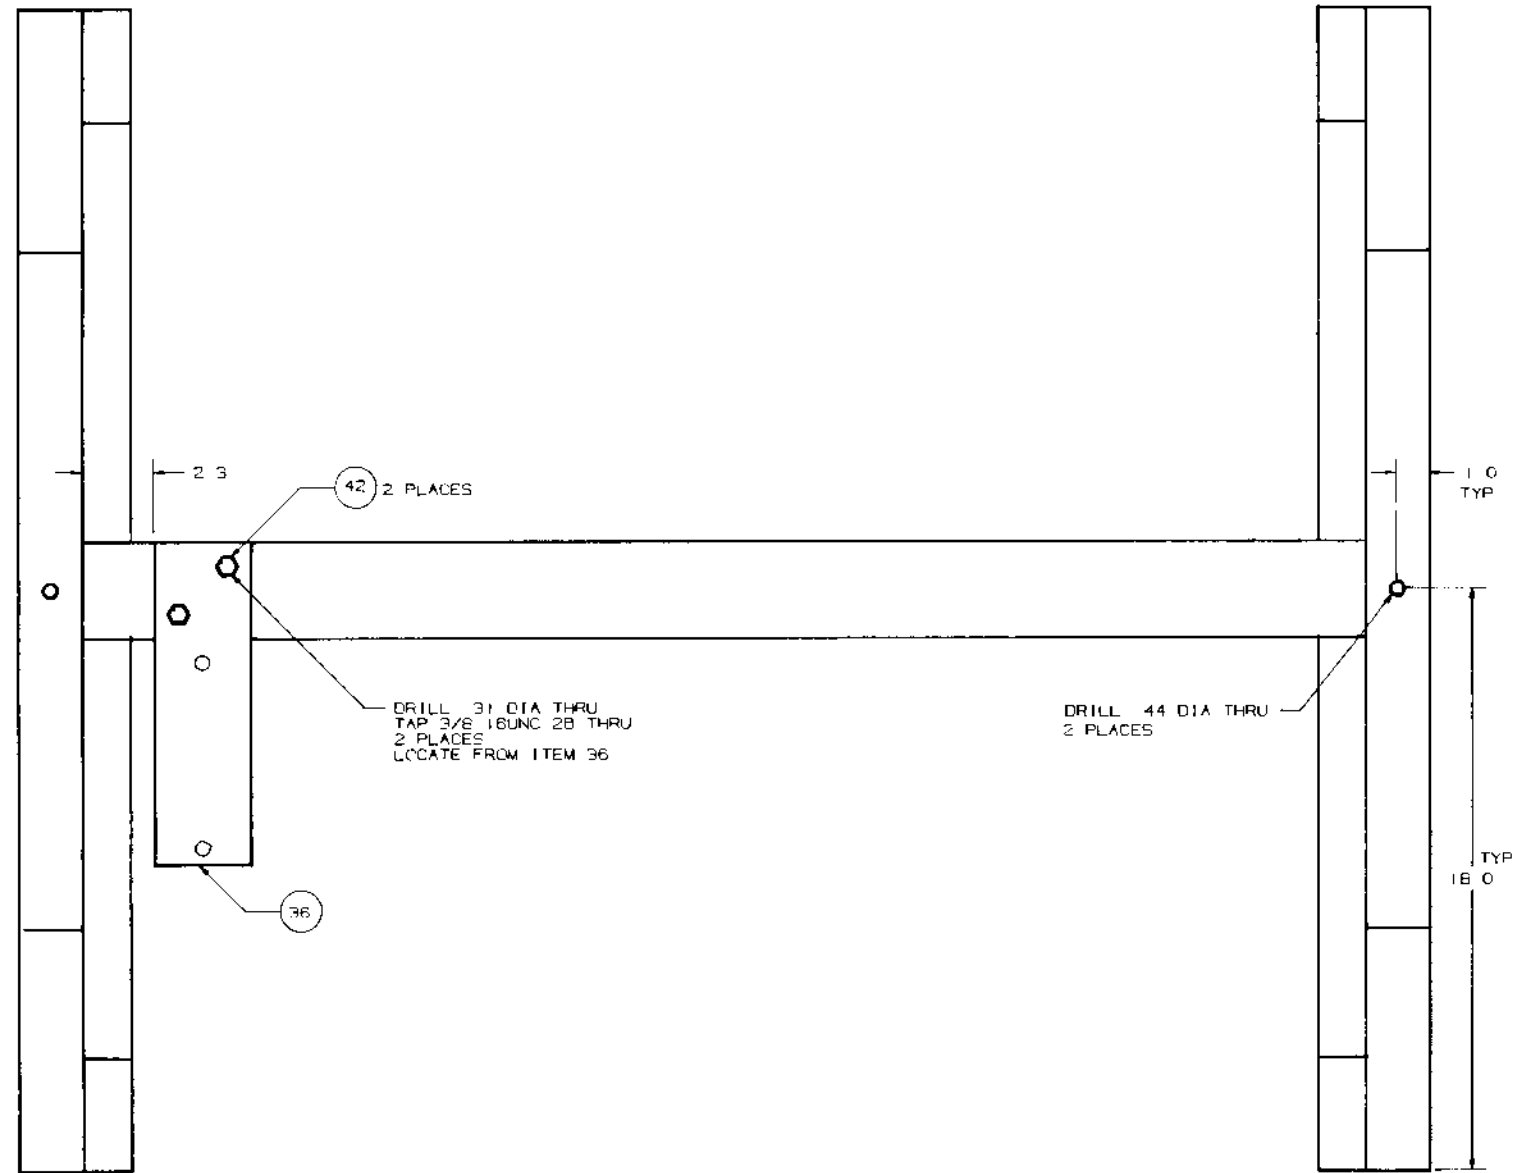 2 3
42 2 PLACES
1 0
TYP
DRILL 31 DIA THRU
TAP 3/8 16UNC 2B THRU
2 PLACES
LOCATE FROM ITEM 36
DRILL 44 DIA THRU
2 PLACES
TYP
18 0
36